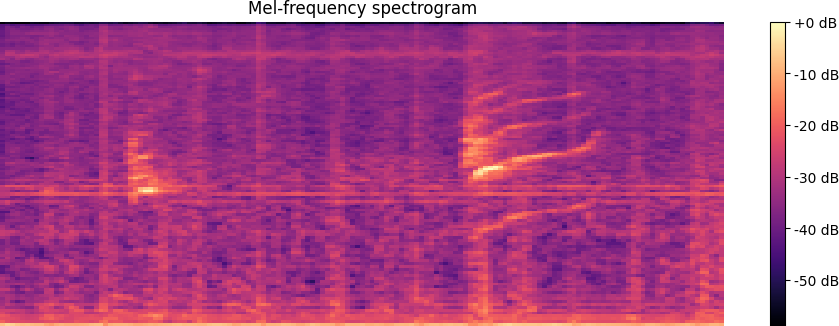 Mel-frequency spectrogram
+0 dB
-10 dB
-20 dB
-30 dB
-40 dB
-50 dB